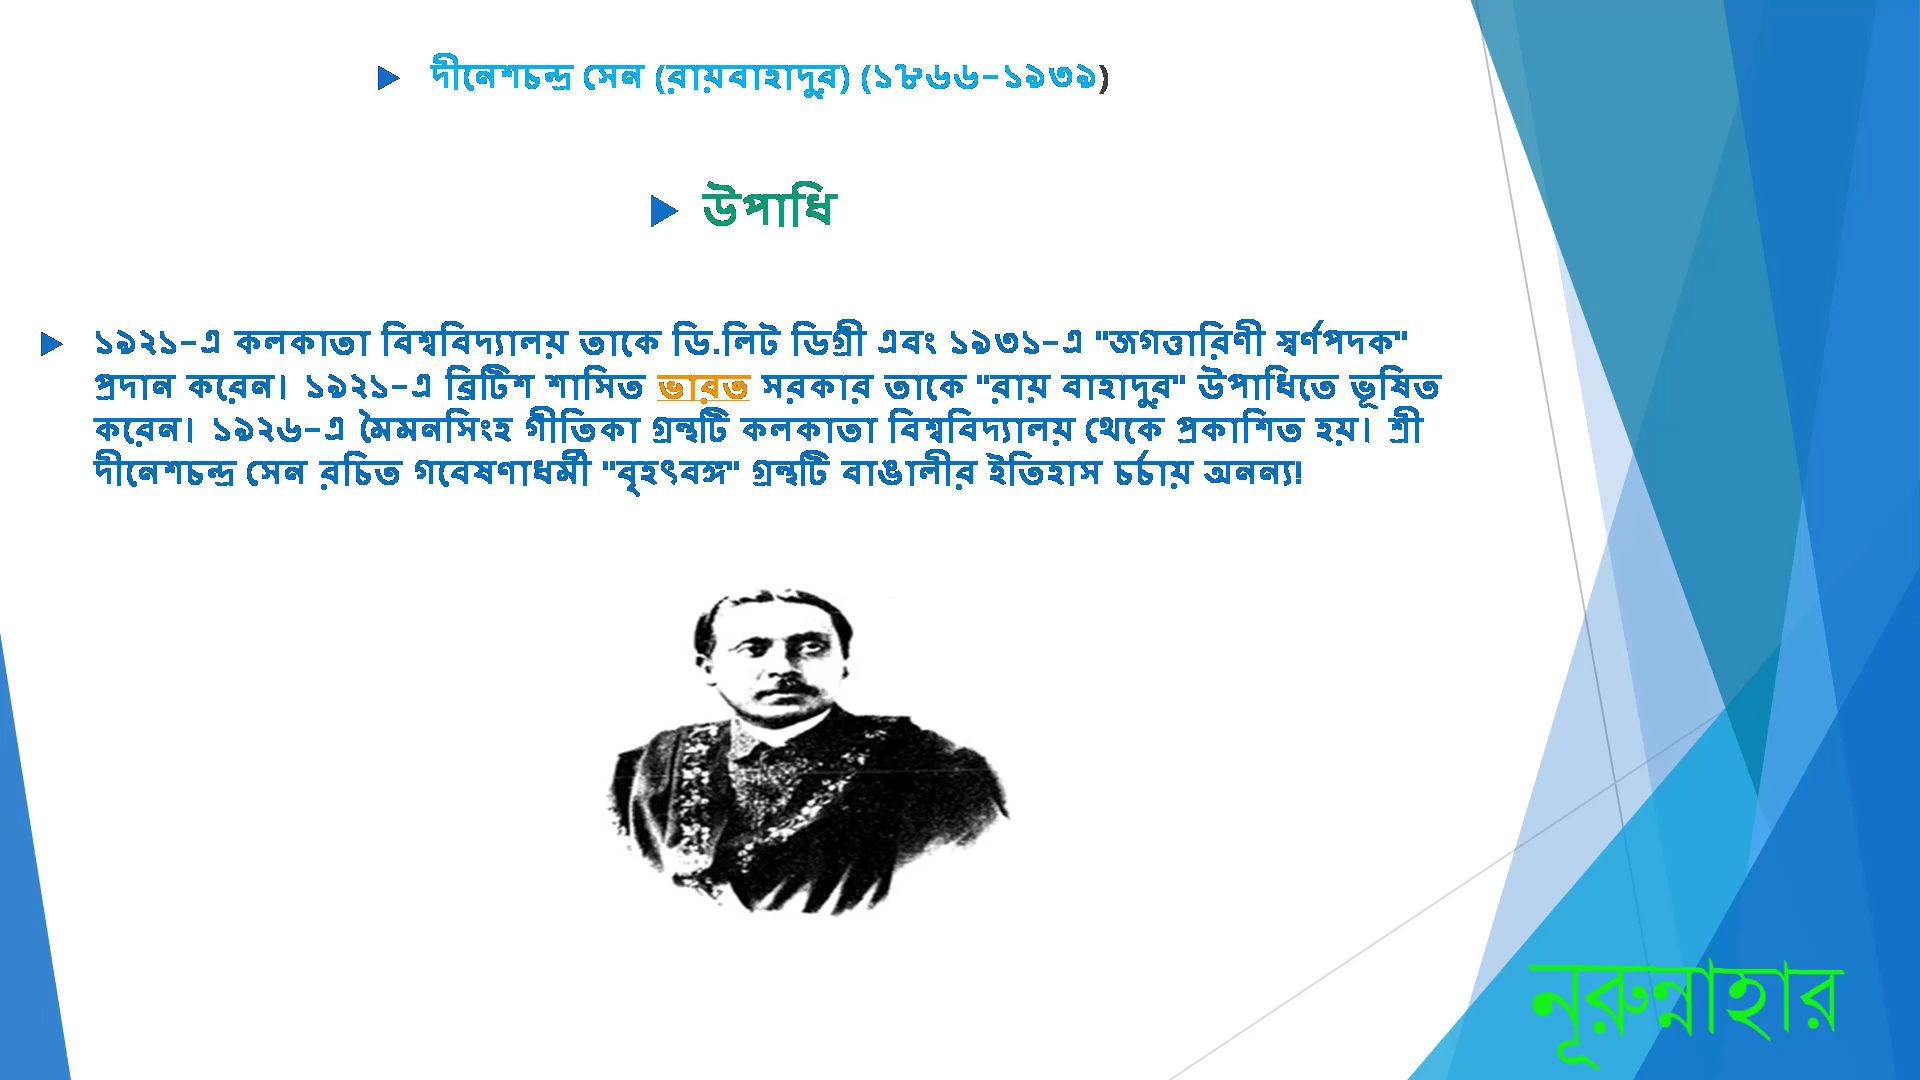 দীনেশচন্দ্র সেন (রায়বাহাদুর) (১৮৬৬–১৯৩৯)
উপাধি
১৯২১–এ কলকাতা বিশ্ববিদ্যালয় তাকে ডি.লিট ডিগ্রী এবং ১৯৩১–এ "জগত্তারিণী স্বর্ণপদক"
প্রদান করেন। ১৯২১–এ ব্রিটিশ শাসিত ভারত সরকার তাকে "রায় বাহাদুর" উপাধিতে ভূষিত
করেন। ১৯২৬–এ মৈমনসিংহ গীতিকা গ্রন্থটি কলকাতা বিশ্ববিদ্যালয় থেকে প্রকাশিত হয়। শ্রী
দীনেশচন্দ্র সেন রচিত গবেষণাধর্মী "বৃহৎবঙ্গ" গ্রন্থটি বাঙালীর ইতিহাস চর্চায় অনন্য!
নূরুন্নাহার